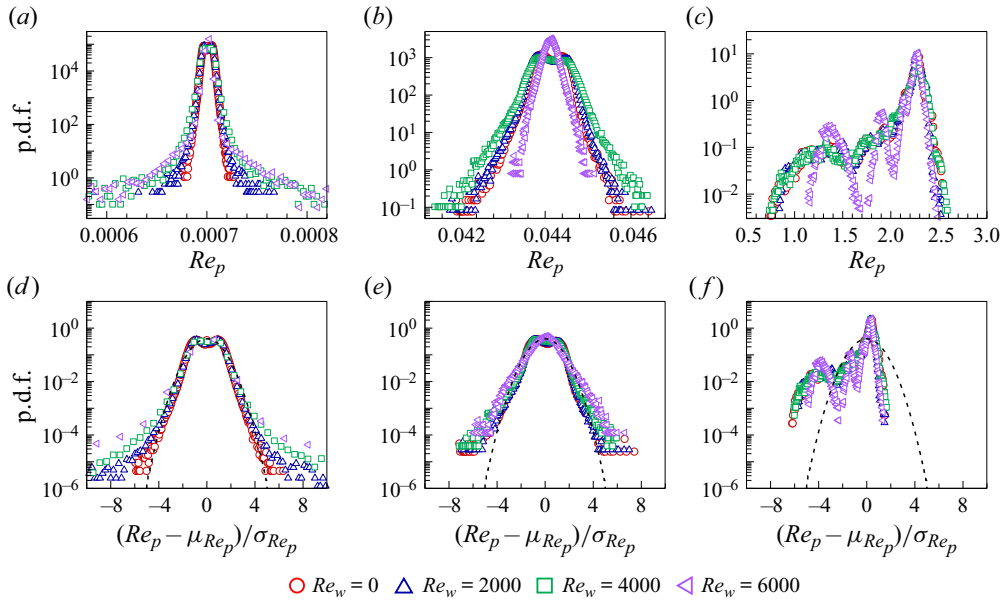 (a) (b) (c)
p.d.f.
10^4 10^2 10^0
0.0006 0.0007 0.0008
Re_p
10^3 10^2 10^1 10^0 10^−1
0.042 0.044 0.046
Re_p
10^1 10^0 10^−1 10^−2
0.5 1.0 1.5 2.0 2.5 3.0
Re_p
(d) (e) (f)
p.d.f.
10^0 10^−2 10^−4 10^−6
−8 −4 0 4 8
(Re_p − μ_{Re_p})/σ_{Re_p}
10^0 10^−2 10^−4 10^−6
−8 −4 0 4 8
(Re_p − μ_{Re_p})/σ_{Re_p}
10^0 10^−2 10^−4 10^−6
−8 −4 0 4 8
(Re_p − μ_{Re_p})/σ_{Re_p}
Re_w = 0 Re_w = 2000 Re_w = 4000 Re_w = 6000